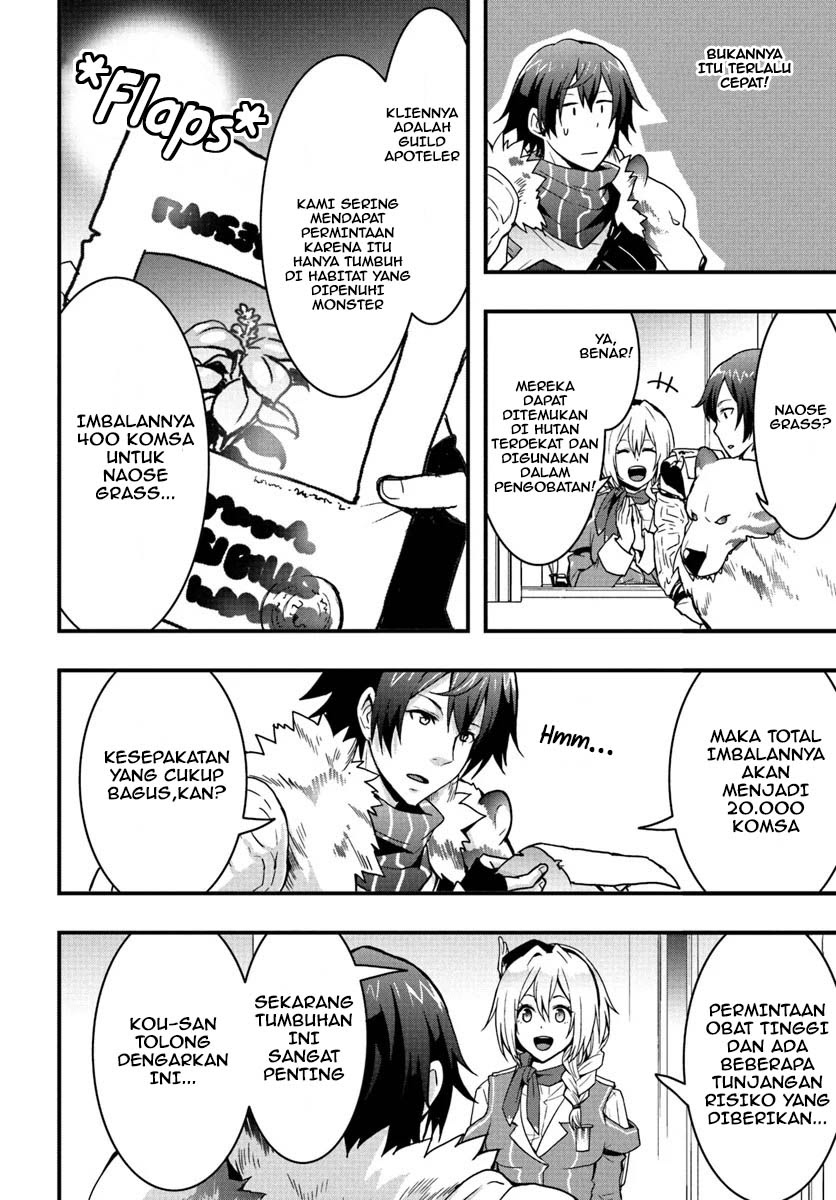 BUKANNYA
ITU TERLALU
CEPAT!
*Flaps*
KLIENNYA
ADALAH
GUILD
APOTELER
KAMI SERING
MENDAPAT
PERMINTAAN
KARENA ITU
HANYA TUMBUH
DI HABITAT YANG
DIPENUHI
MONSTER
IMBALANNYA
400 KOMSA
UNTUK
NAOSE
GRASS...
NAOSE
GRASS?
YA,
BENAR!
MEREKA
DAPAT
DITEMUKAN
DI HUTAN
TERDEKAT DAN
DIGUNAKAN
DALAM
PENGOBATAN!
MAKA TOTAL
IMBALANNYA
AKAN
MENJADI
20.000
KOMSA
Hmm...
KESEPAKATAN
YANG CUKUP
BAGUS,KAN?
PERMINTAAN
OBAT TINGGI
DAN ADA
BEBERAPA
TUNJANGAN
RISIKO YANG
DIBERIKAN...
SEKARANG
TUMBUHAN
INI
SANGAT
PENTING
KOU-SAN
TOLONG
DENGARKAN
INI...